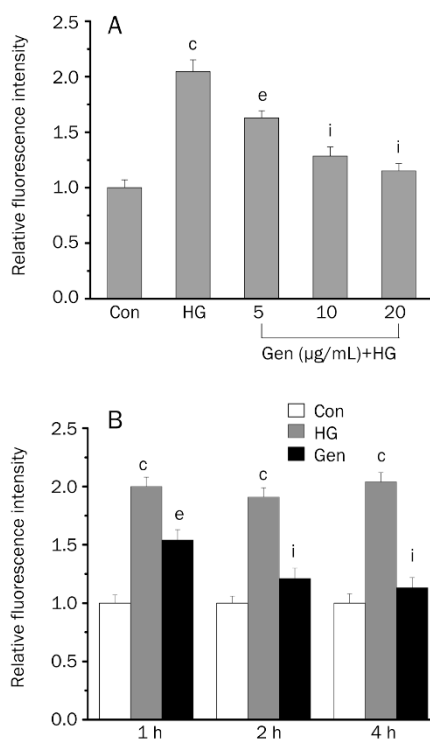 A
Relative fluorescence intensity
2.5
2.0
1.5
1.0
0.5
0.0
c
e
i
i
Con HG 5 10 20
Gen (µg/mL)+HG
B
Con
HG
Gen
Relative fluorescence intensity
2.5
2.0
1.5
1.0
0.5
0.0
c
e
c
i
c
i
1 h 2 h 4 h